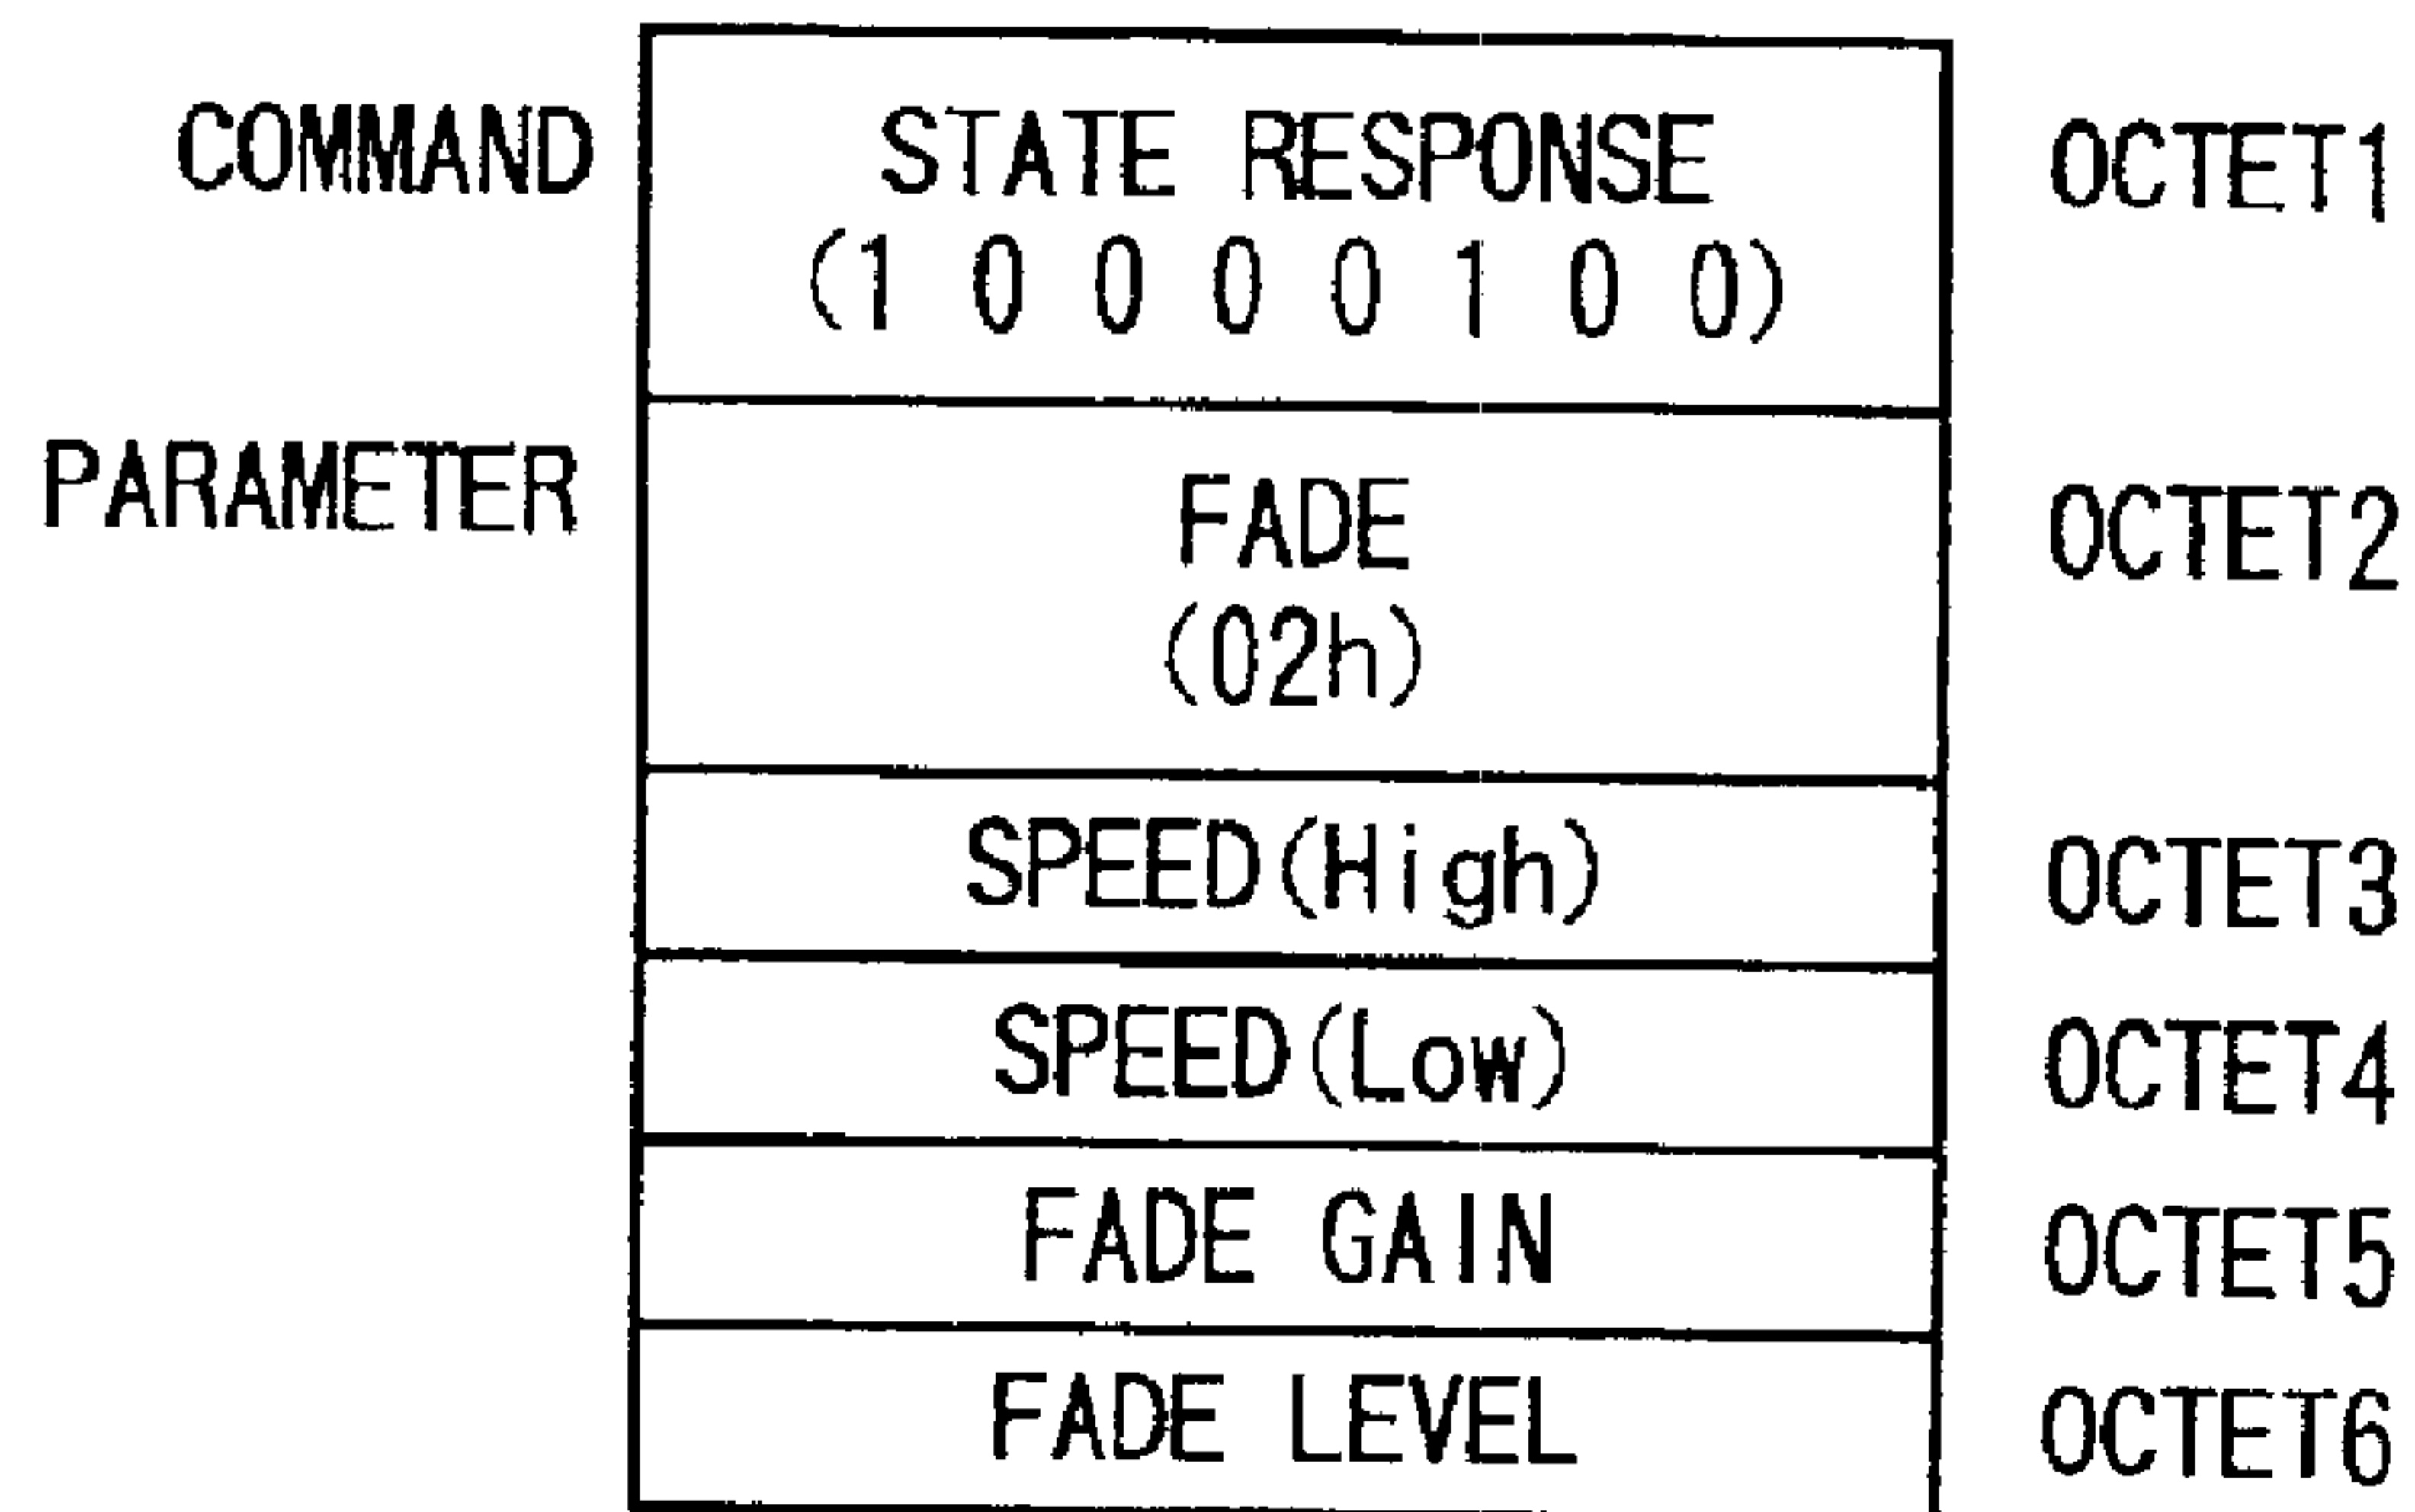 COMMAND STATE RESPONSE OCTET1
(1 0 0 0 0 1 0 0)
PARAMETER FADE OCTET2
(02h)
SPEED(High) OCTET3
SPEED(Low) OCTET4
FADE GAIN OCTET5
FADE LEVEL OCTET6